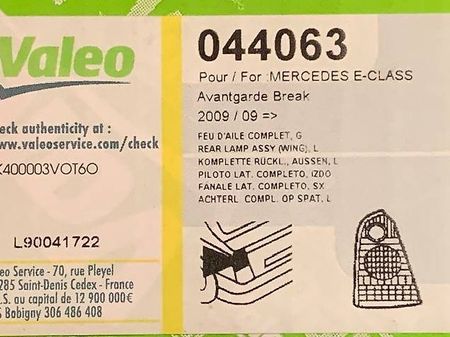 Valeo
044063
Pour / For :MERCEDES E-CLASS
Avantgarde Break
2009 / 09 =>
eck authenticity at :
www.valeoservice.com/check
K400003VOT6O
FEU D'AILE COMPLET, G
REAR LAMP ASSY (WING), L
KOMPLETTE RÜCKL., AUSSEN, L
PILOTO LAT. COMPLETO, IZDO
FANALE LAT. COMPLETO, SX
ACHTERL. COMPL. OP SPAT, L
L90041722
eo Service - 70, rue Pleyel
285 Saint-Denis Cedex - France
.S. au capital de 12 900 000€
S Bobigny 306 486 408